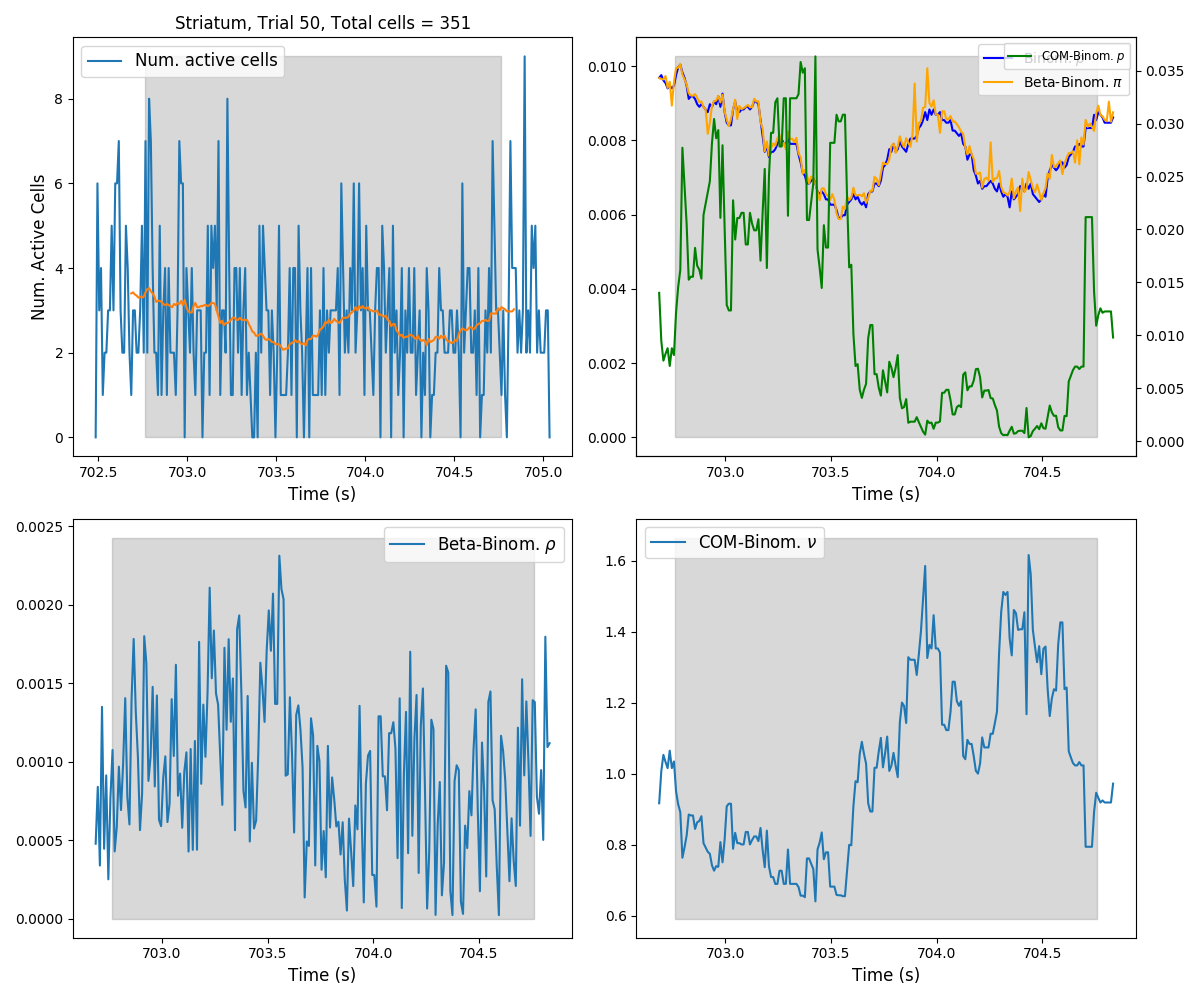 Striatum, Trial 50, Total cells = 351
Num. active cells
Num. Active Cells
8
6
4
2
0
702.5 703.0 703.5 704.0 704.5 705.0
Time (s)
COM-Binom. p
Beta-Binom. π
0.010
0.008
0.006
0.004
0.002
0.000
0.035
0.030
0.025
0.020
0.015
0.010
0.005
0.000
703.0 703.5 704.0 704.5
Time (s)
Beta-Binom. ρ
0.0025
0.0020
0.0015
0.0010
0.0005
0.0000
703.0 703.5 704.0 704.5
Time (s)
COM-Binom. ν
1.6
1.4
1.2
1.0
0.8
0.6
703.0 703.5 704.0 704.5
Time (s)